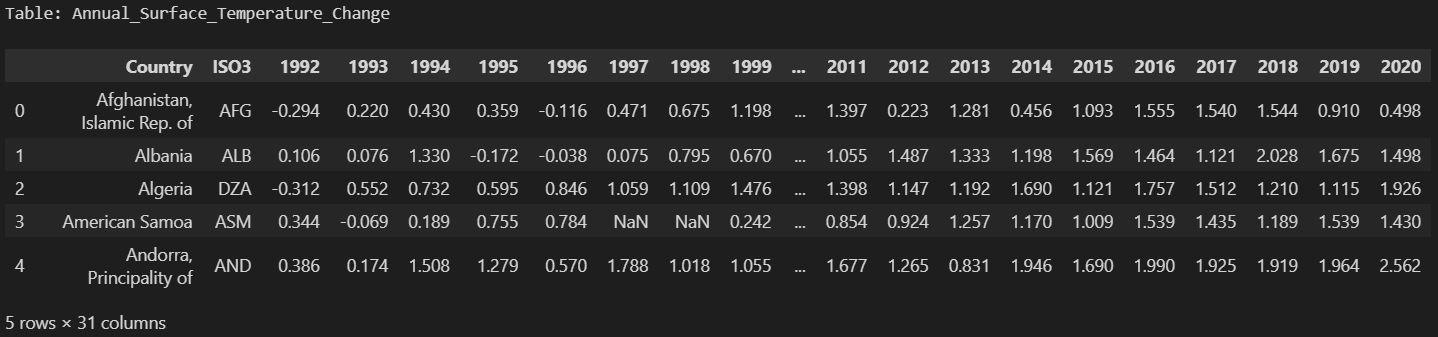 Table: Annual_Surface_Temperature_Change
Country ISO3 1992 1993 1994 1995 1996 1997 1998 1999 ... 2011 2012 2013 2014 2015 2016 2017 2018 2019 2020
0 Afghanistan, Islamic Rep. of AFG -0.294 0.220 0.430 0.359 -0.116 0.471 0.675 1.198 ... 1.397 0.223 1.281 0.456 1.093 1.555 1.540 1.544 0.910 0.498
1 Albania ALB 0.106 0.076 1.330 -0.172 -0.038 0.075 0.795 0.670 ... 1.055 1.487 1.333 1.198 1.569 1.464 1.121 2.028 1.675 1.498
2 Algeria DZA -0.312 0.552 0.732 0.595 0.846 1.059 1.109 1.476 ... 1.398 1.147 1.192 1.690 1.121 1.757 1.512 1.210 1.115 1.926
3 American Samoa ASM 0.344 -0.069 0.189 0.755 0.784 NaN NaN 0.242 ... 0.854 0.924 1.257 1.170 1.009 1.539 1.435 1.189 1.539 1.430
4 Andorra, Principality of AND 0.386 0.174 1.508 1.279 0.570 1.788 1.018 1.055 ... 1.677 1.265 0.831 1.946 1.690 1.990 1.925 1.919 1.964 2.562
5 rows × 31 columns